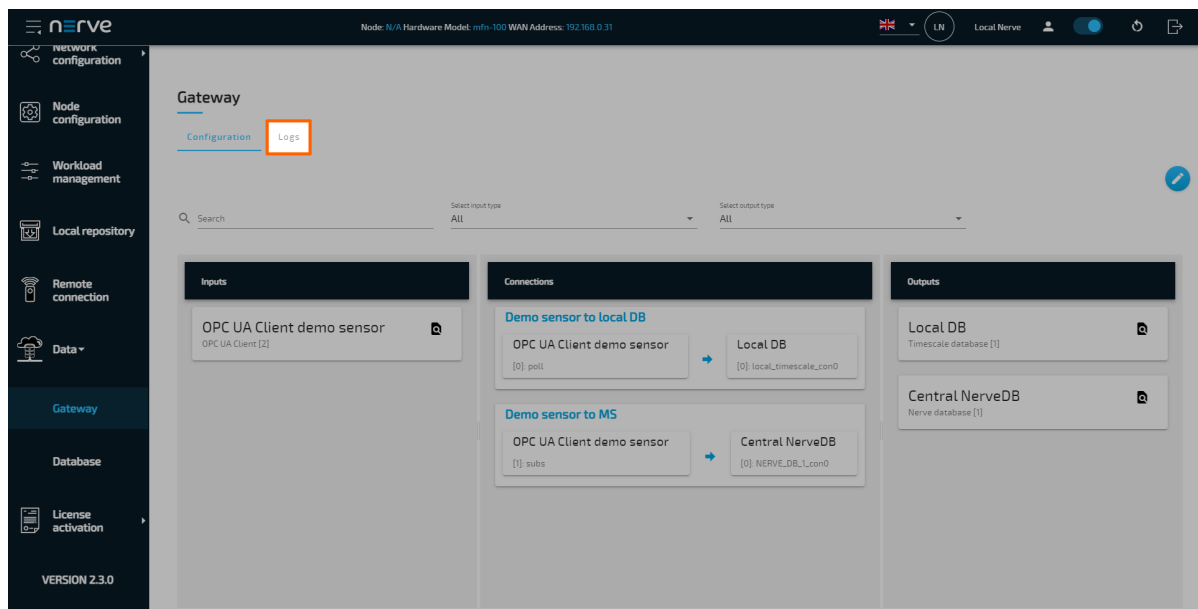 nerve
Node: N/A Hardware Model: mfn-100 WAN Address: 192.168.0.31
LN
Local Nerve
Network
configuration
Node
configuration
Workload
management
Local repository
Remote
connection
Data
Gateway
Database
License
activation
VERSION 2.3.0
Gateway
Configuration
Logs
Search
Select input type
All
Select output type
All
Inputs
OPC UA Client demo sensor
OPC UA Client [2]
Connections
Demo sensor to local DB
OPC UA Client demo sensor
[0]: poll
Local DB
[0]: local_timescale_con0
Demo sensor to MS
OPC UA Client demo sensor
[1]: subs
Central NerveDB
[0]: NERVE_DB_1_con0
Outputs
Local DB
Timescale database [1]
Central NerveDB
Nerve database [1]